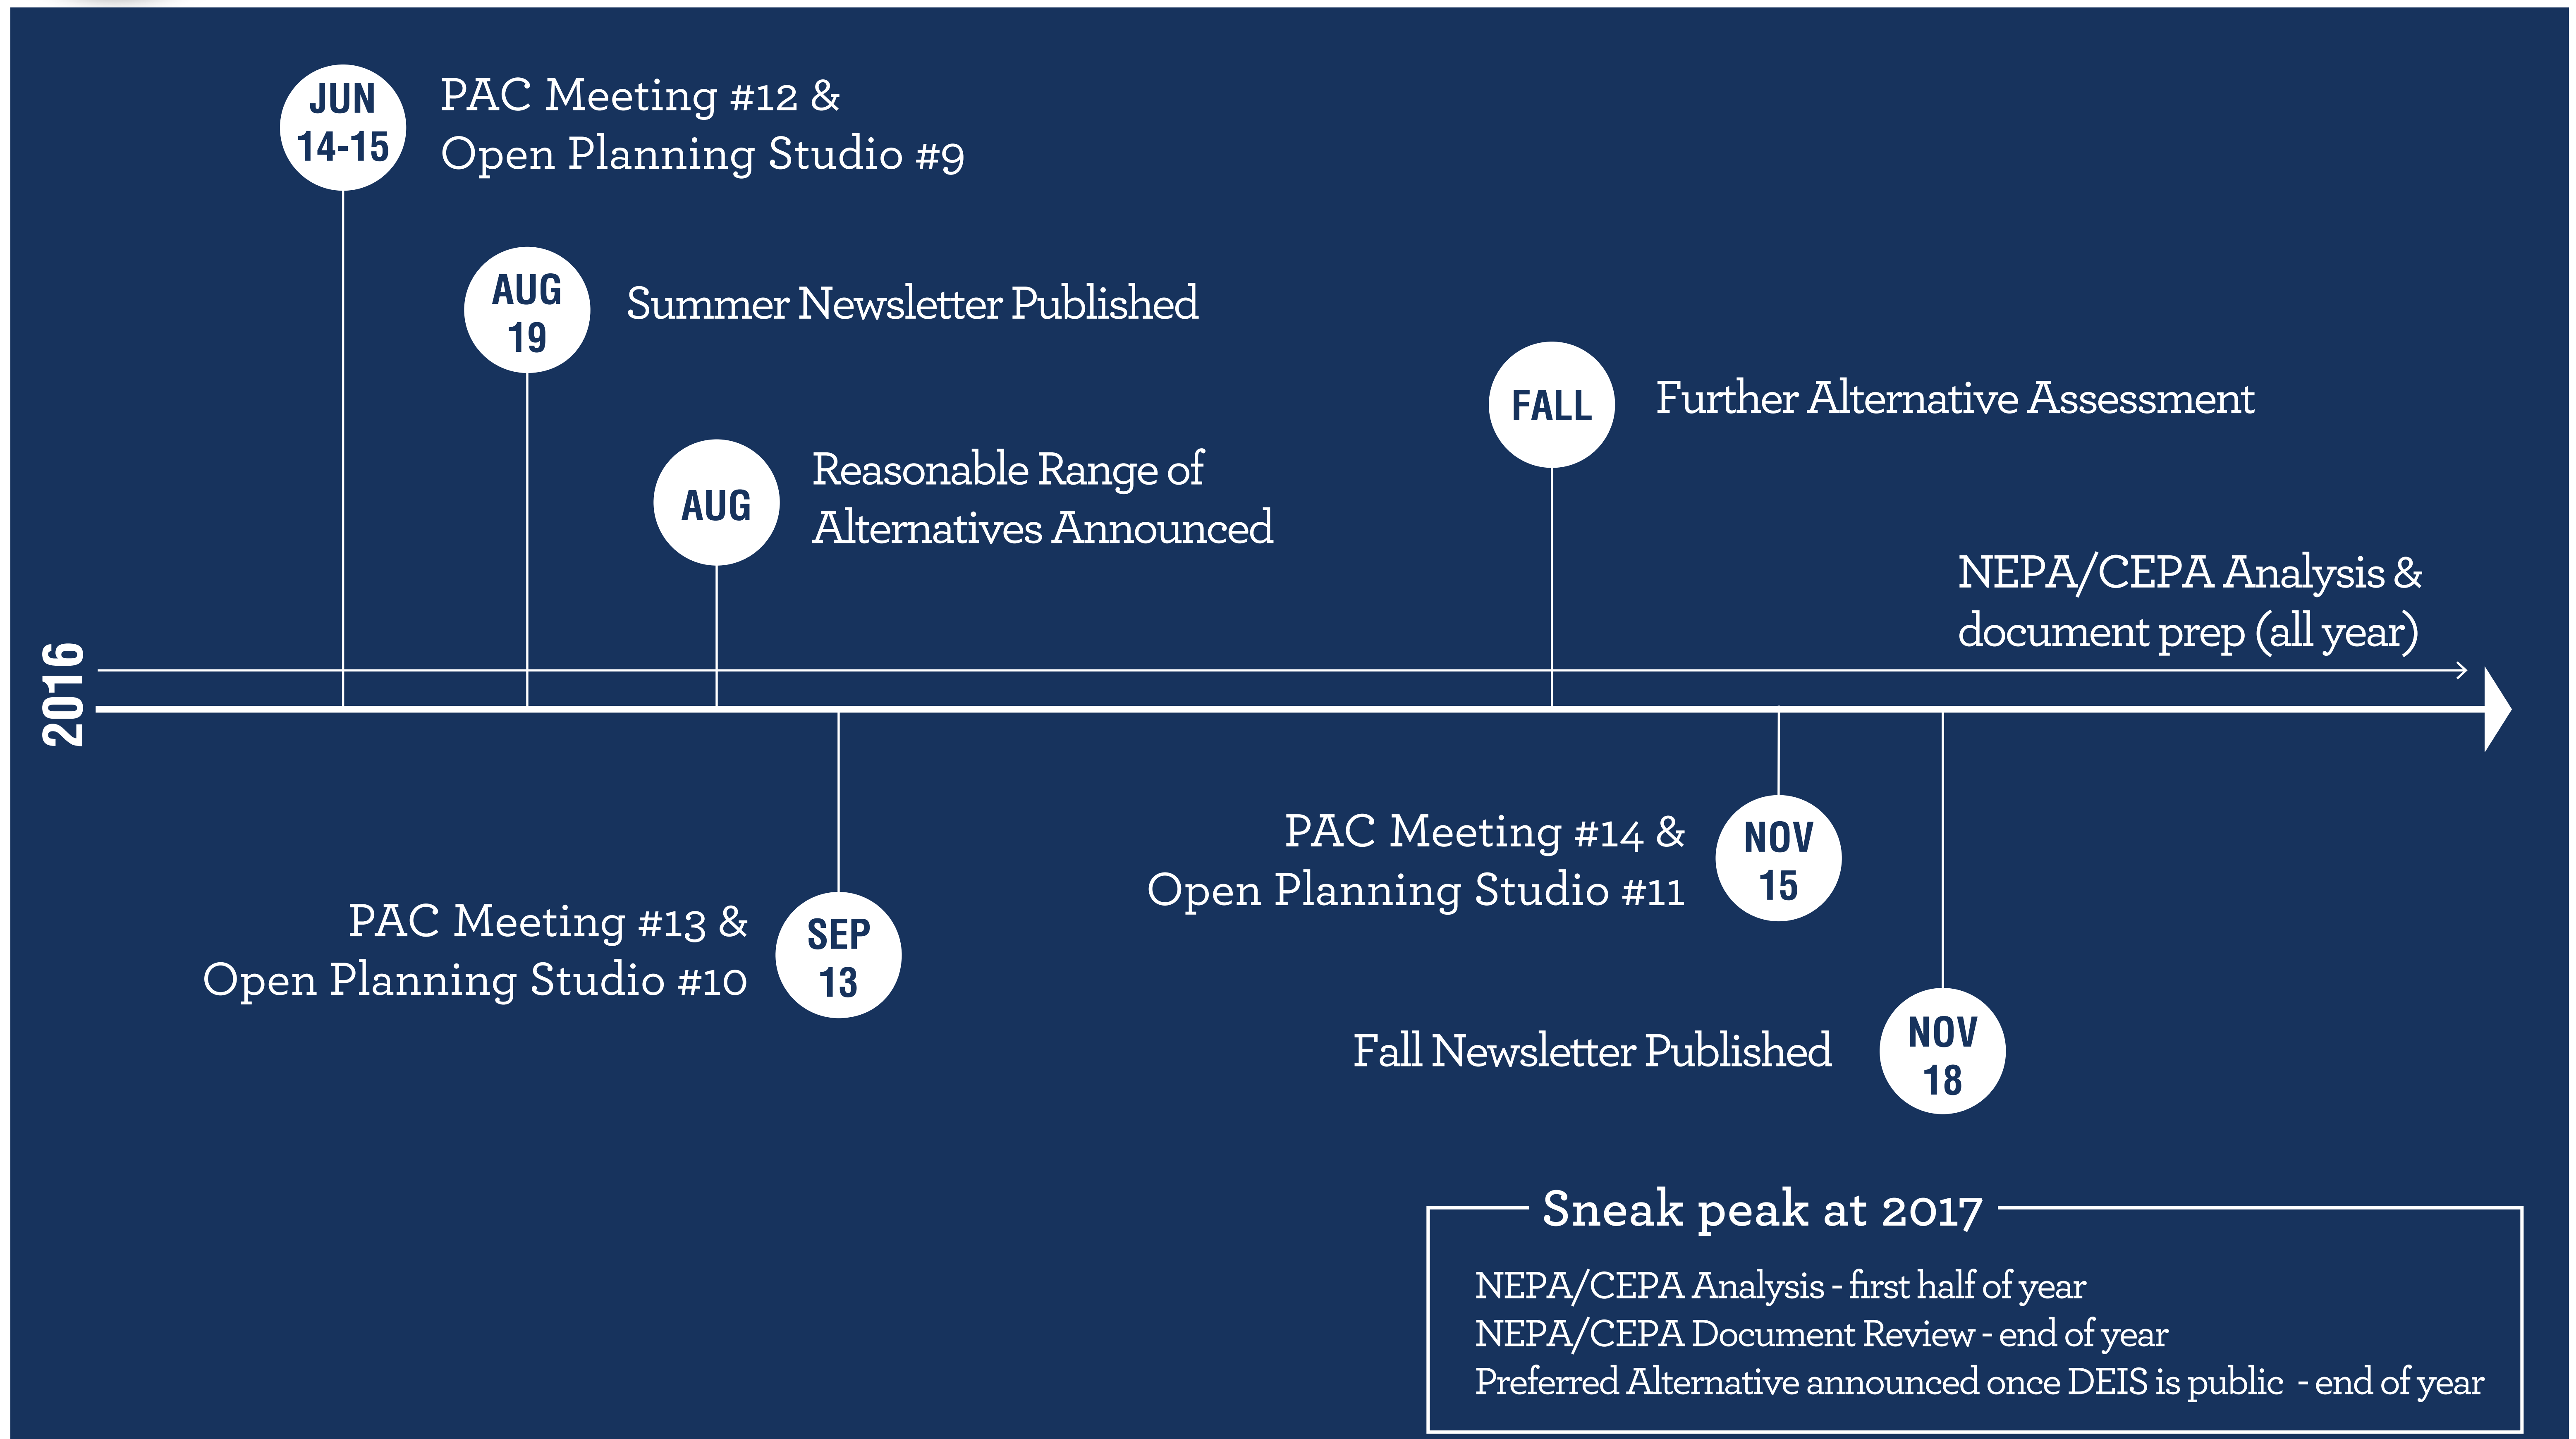 JUN
14-15
PAC Meeting #12 &
Open Planning Studio #9
AUG
19
Summer Newsletter Published
FALL
Further Alternative Assessment
AUG
Reasonable Range of
Alternatives Announced
NEPA/CEPA Analysis &
document prep (all year)
2016
PAC Meeting #14 &
Open Planning Studio #11
NOV
15
PAC Meeting #13 &
Open Planning Studio #10
SEP
13
Fall Newsletter Published
NOV
18
Sneak peak at 2017
NEPA/CEPA Analysis - first half of year
NEPA/CEPA Document Review - end of year
Preferred Alternative announced once DEIS is public - end of year